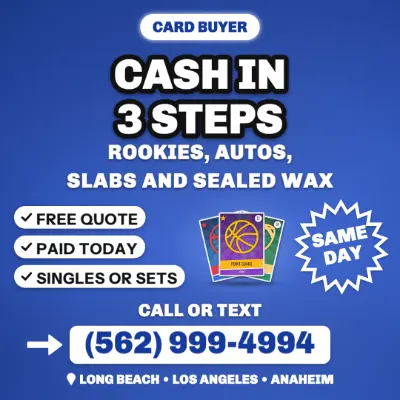 CARD BUYER
CASH IN
3 STEPS
ROOKIES, AUTOS,
SLABS AND SEALED WAX
FREE QUOTE
PAID TODAY
SINGLES OR SETS
SAME
DAY
CALL OR TEXT
(562) 999-4994
LONG BEACH • LOS ANGELES • ANAHEIM